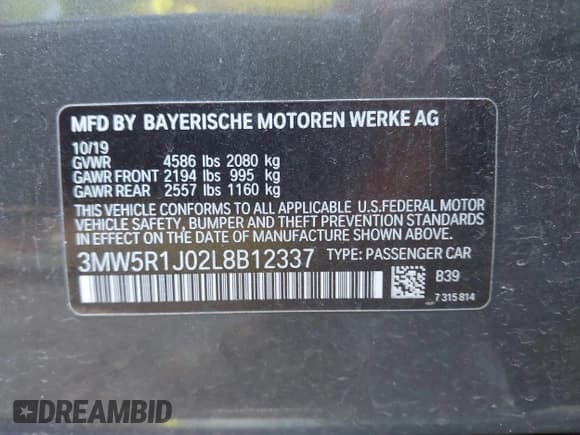 MFD BY BAYERISCHE MOTOREN WERKE AG
10/19
GVWR 4586 lbs 2080 kg
GAWR FRONT 2194 lbs 995 kg
GAWR REAR 2557 lbs 1160 kg
THIS VEHICLE CONFORMS TO ALL APPLICABLE U.S.FEDERAL MOTOR
VEHICLE SAFETY, BUMPER AND THEFT PREVENTION STANDARDS
IN EFFECT ON THE DATE OF MANUFACTURE SHOWN ABOVE.
3MW5R1J02L8B12337 TYPE: PASSENGER CAR
B39
7 315 814
DREAMBID